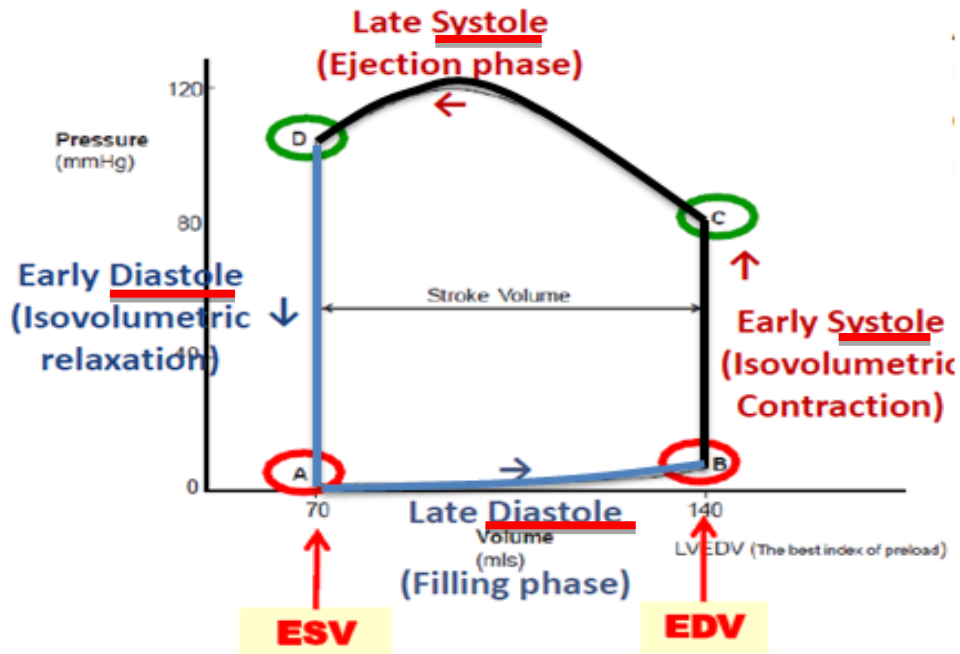 Late Systole
(Ejection phase)
120
D
Pressure
(mmHg)
80
C
Early Diastole
(Isovolumetric
relaxation)
Stroke Volume
Early Systole
(Isovolumetric
Contraction)
40
A
B
0
70
140
Late Diastole
Volume
(mls)
LVEDV (The best index of preload)
(Filling phase)
ESV
EDV